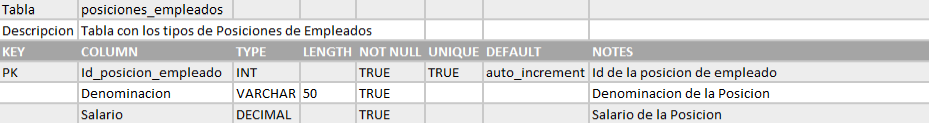 Tabla posiciones_empleados
Descripcion Tabla con los tipos de Posiciones de Empleados
KEY COLUMN TYPE LENGTH NOT NULL UNIQUE DEFAULT NOTES
PK Id_posicion_empleado INT TRUE TRUE auto_increment Id de la posicion de empleado
Denominacion VARCHAR 50 TRUE Denominacion de la Posicion
Salario DECIMAL TRUE Salario de la Posicion